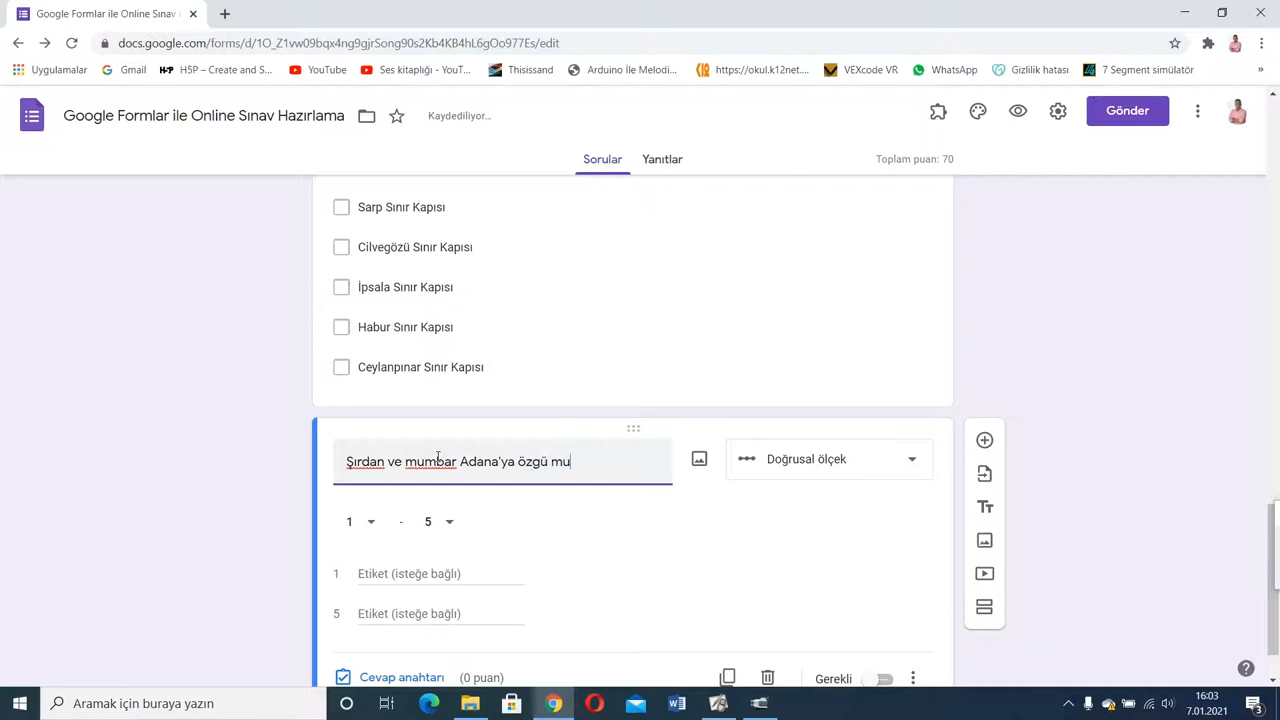 Google Formlar ile Online Sınav H
docs.google.com/forms/d/1O_Z1vw09bqx4ng9gjrSong90s2Kb4KB4hL6gOo977Es/edit
Uygulamalar
Gmail
H5P – Create and S...
YouTube
Ses kitaplığı - YouT...
Thisissand
Arduino İle Melodi...
https://okul.k12net....
VEXcode VR
WhatsApp
Gizlilik hatası
7 Segment simülatör
»
Google Formlar ile Online Sınav Hazırlama
Kaydediliyor...
Gönder
Sorular
Yanıtlar
Toplam puan: 70
Sarp Sınır Kapısı
Cilvegözü Sınır Kapısı
İpsala Sınır Kapısı
Habur Sınır Kapısı
Ceylanpınar Sınır Kapısı
Şırdan ve mumbar Adana'ya özgü mu
Doğrusal ölçek
1 - 5
1 Etiket (isteğe bağlı)
5 Etiket (isteğe bağlı)
Cevap anahtarı (0 puan)
Gerekli
Aramak için buraya yazın
16:03
7.01.2021
3